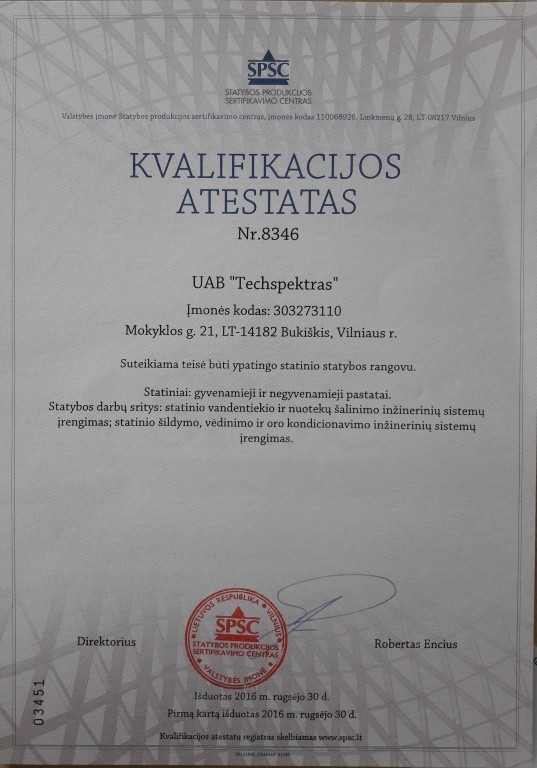 SPSC
STATYBOS PRODUKCIJOS
SERTIFIKAVIMO CENTRAS
Valstybės įmonė Statybos produkcijos sertifikavimo centras, įmonės kodas 110068926, Linkmenų g. 28, LT-08217 Vilnius
KVALIFIKACIJOS
ATESTATAS
Nr.8346
UAB "Techspektras"
Įmonės kodas: 303273110
Mokyklos g. 21, LT-14182 Bukiškis, Vilniaus r.
Suteikiama teisė būti ypatingo statinio statybos rangovu.
Statiniai: gyvenamieji ir negyvenamieji pastatai.
Statybos darbų sritys: statinio vandentiekio ir nuotekų šalinimo inžinerinių sistemų
įrengimas; statinio šildymo, vėdinimo ir oro kondicionavimo inžinerinių sistemų
įrengimas.
LIETUVOS RESPUBLIKA • VILNIUS
SPSC
STATYBOS PRODUKCIJOS
SERTIFIKAVIMO CENTRAS
VALSTYBĖS ĮMONĖ
Direktorius
Robertas Encius
03451
Išduotas 2016 m. rugsėjo 30 d.
Pirmą kartą išduotas 2016 m. rugsėjo 30 d.
Kvalifikacijos atestatų registras skelbiamas www.spsc.lt